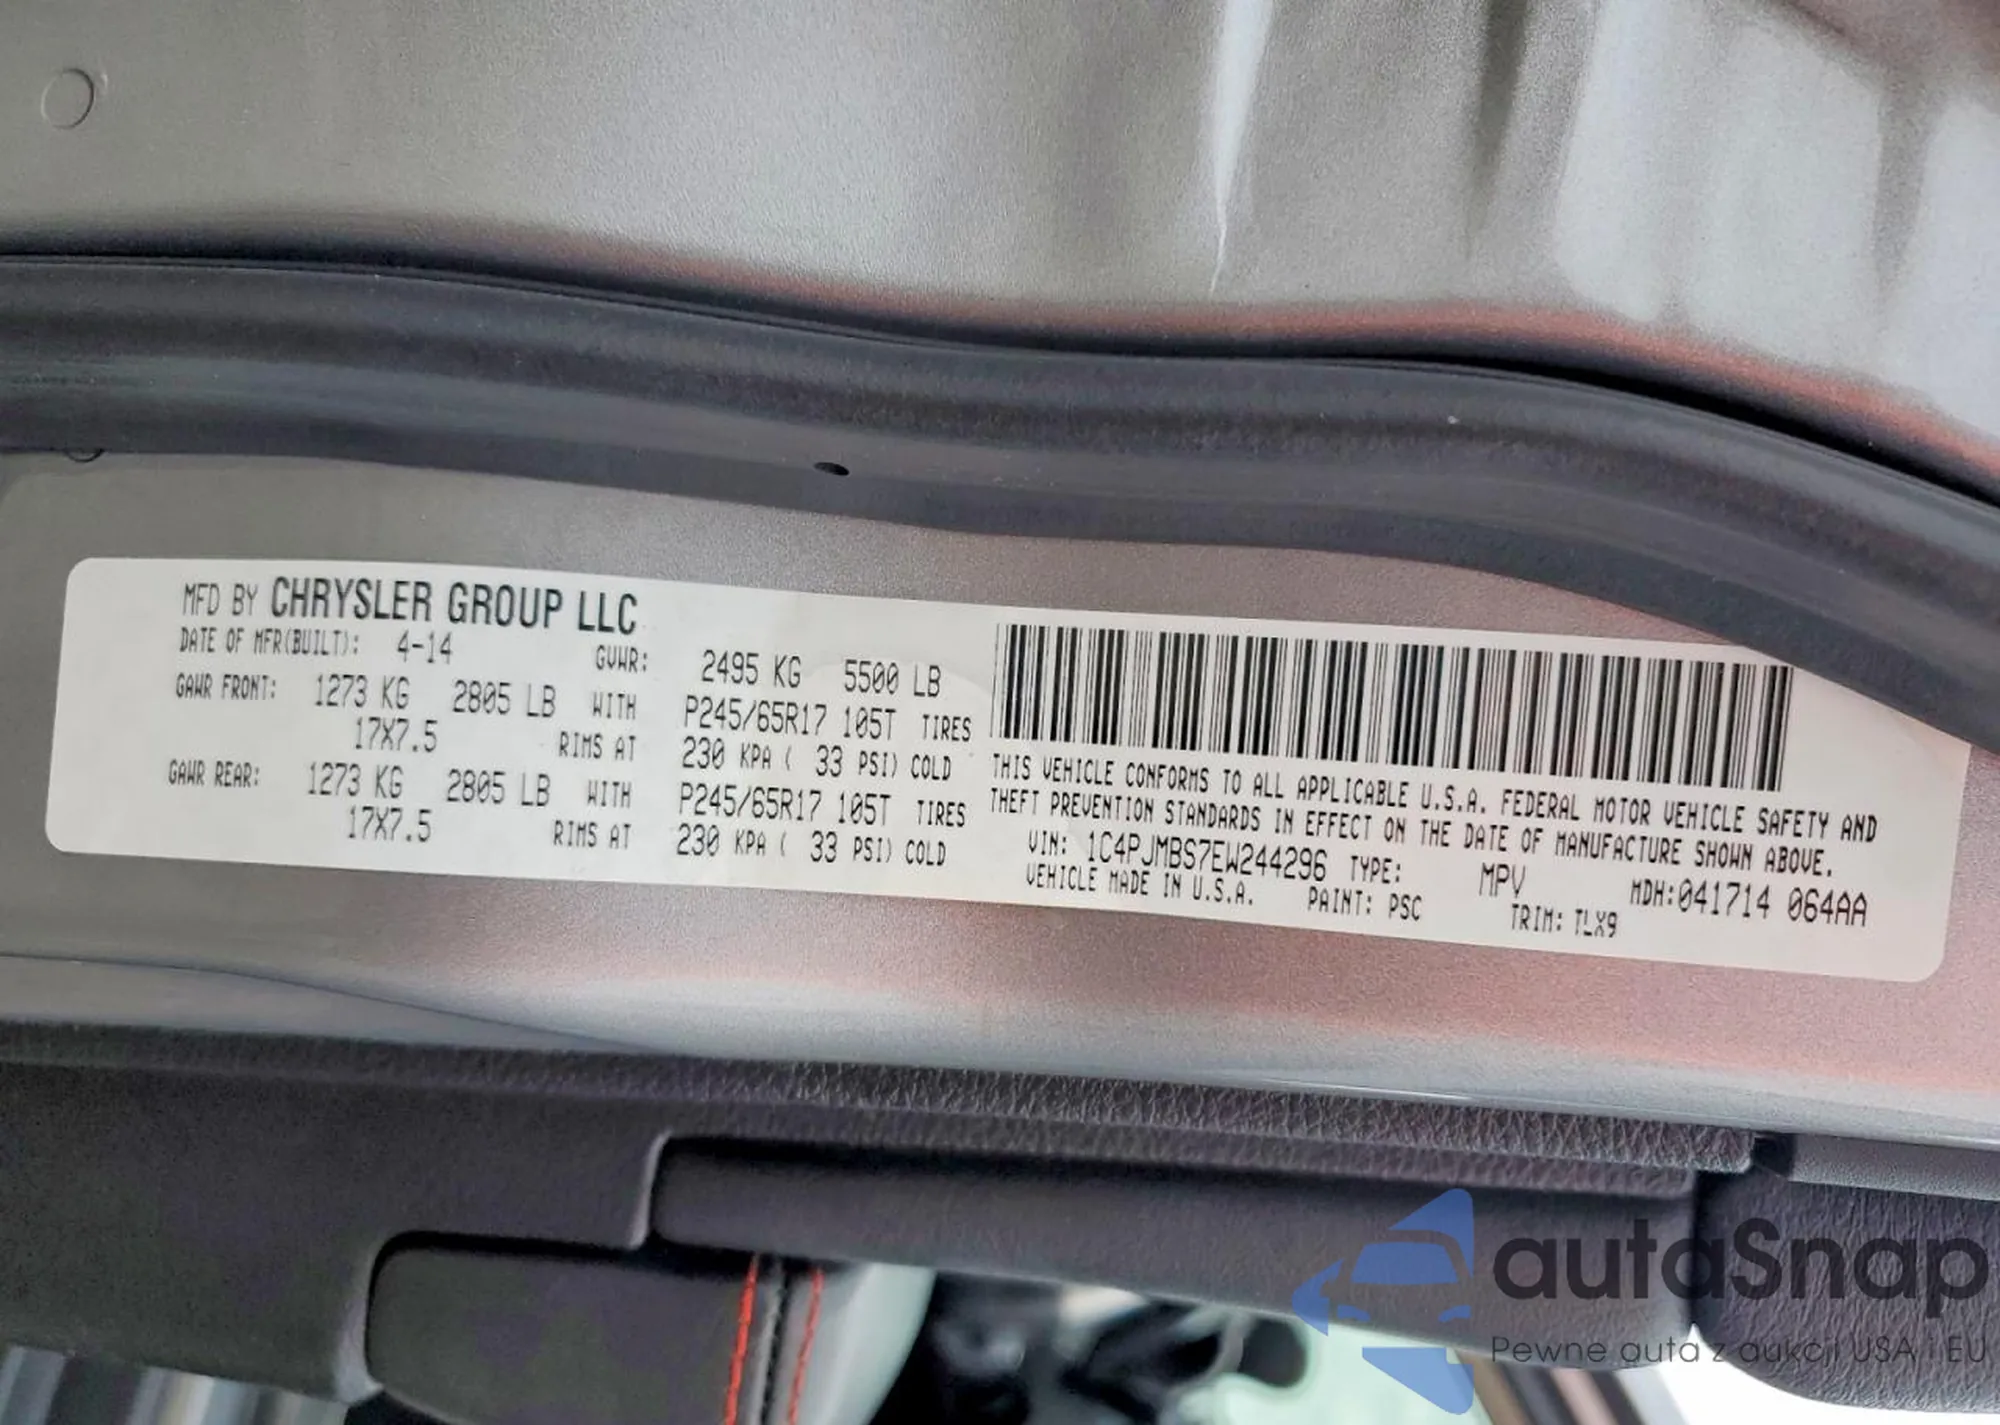 MFD BY CHRYSLER GROUP LLC
DATE OF MFR(BUILT): 4-14 GVWR: 2495 KG 5500 LB
GAWR FRONT: 1273 KG 2805 LB WITH P245/65R17 105T TIRES
17X7.5 RIMS AT 230 KPA ( 33 PSI) COLD
GAWR REAR: 1273 KG 2805 LB WITH P245/65R17 105T TIRES
17X7.5 RIMS AT 230 KPA ( 33 PSI) COLD
THIS VEHICLE CONFORMS TO ALL APPLICABLE U.S.A. FEDERAL MOTOR VEHICLE SAFETY AND
THEFT PREVENTION STANDARDS IN EFFECT ON THE DATE OF MANUFACTURE SHOWN ABOVE.
VIN: 1C4PJMBS7EW244296 TYPE: MPV MDH:041714 064AA
VEHICLE MADE IN U.S.A. PAINT: PSC TRIM: TLX9
autaSnap
Pewne auta z aukcji USA i EU